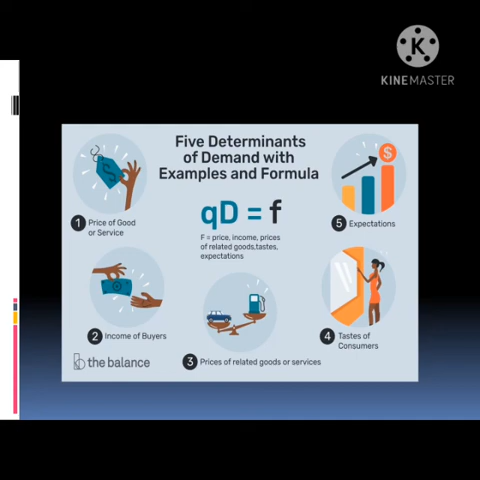 KINEMASTER
Five Determinants
of Demand with
Examples and Formula
qD = f
F = price, income, prices
of related goods,tastes,
expectations
1 Price of Good
or Service
2 Income of Buyers
3 Prices of related goods or services
4 Tastes of
Consumers
5 Expectations
the balance